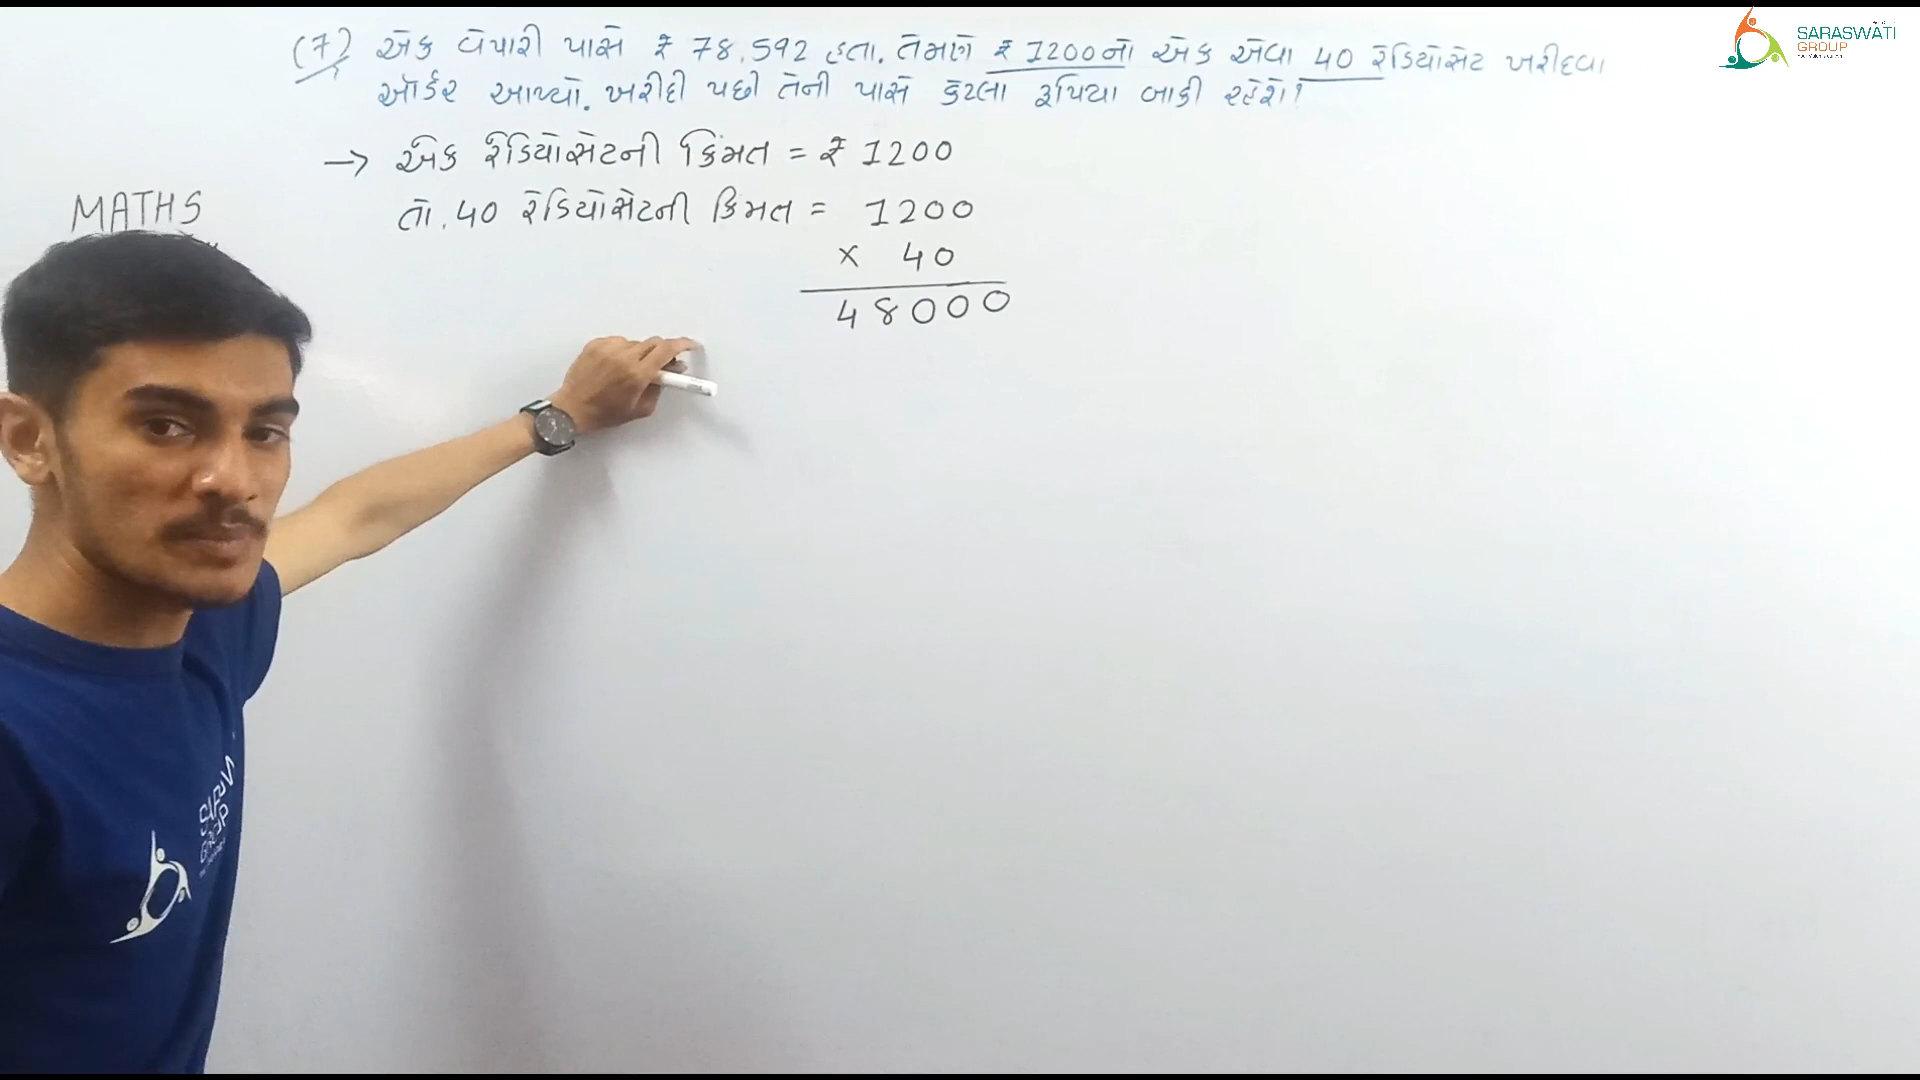 (7) એક વેપારી પાસે ₹ 78,592 હતા. તેમણે ₹ 1200નો એક એવા 40 રેડિયોસેટ ખરીદવા
ઑર્ડર આપ્યો. ખરીદી પછી તેની પાસે કેટલા રૂપિયા બાકી રહેશે?
→ એક રેડિયોસેટની કિંમત = ₹ 1200
તો. 40 રેડિયોસેટની કિંમત = 1200
× 40
48000
MATHS
SARASWATI
GROUP